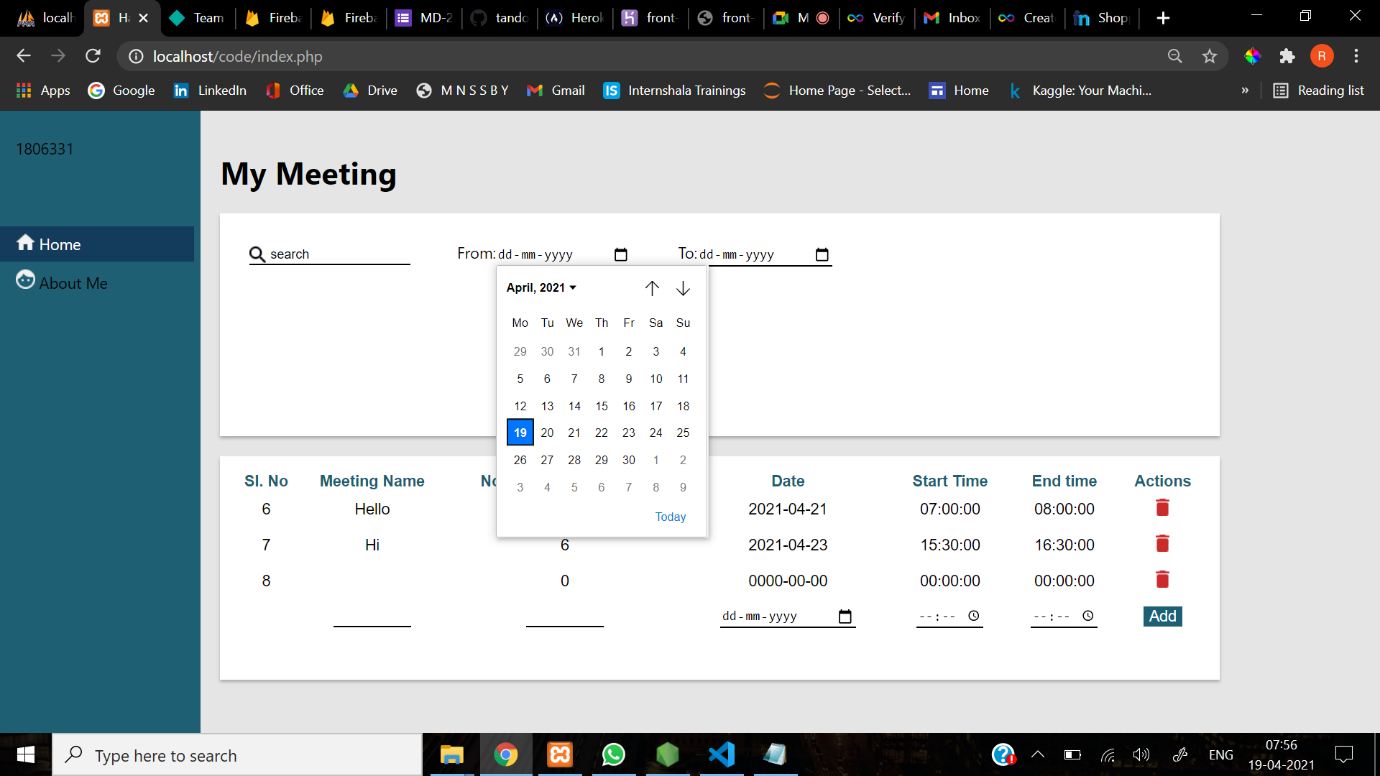 localh
Ha
Team
Fireba
Fireba
MD-2
tando
Herok
front-
front-
M
Verify
Inbox
Create
Shop
localhost/code/index.php
R
Apps Google LinkedIn Office Drive M N S S B Y Gmail Internshala Trainings Home Page - Select... Home Kaggle: Your Machi... » Reading list
1806331
Home
About Me
My Meeting
search From: dd-mm-yyyy To: dd-mm-yyyy
April, 2021
Mo Tu We Th Fr Sa Su
29 30 31 1 2 3 4
5 6 7 8 9 10 11
12 13 14 15 16 17 18
19 20 21 22 23 24 25
26 27 28 29 30 1 2
3 4 5 6 7 8 9
Today
Sl. No Meeting Name No Date Start Time End time Actions
6 Hello 2021-04-21 07:00:00 08:00:00
7 Hi 6 2021-04-23 15:30:00 16:30:00
8 0 0000-00-00 00:00:00 00:00:00
dd-mm-yyyy --:-- --:-- Add
Type here to search
ENG
07:56
19-04-2021